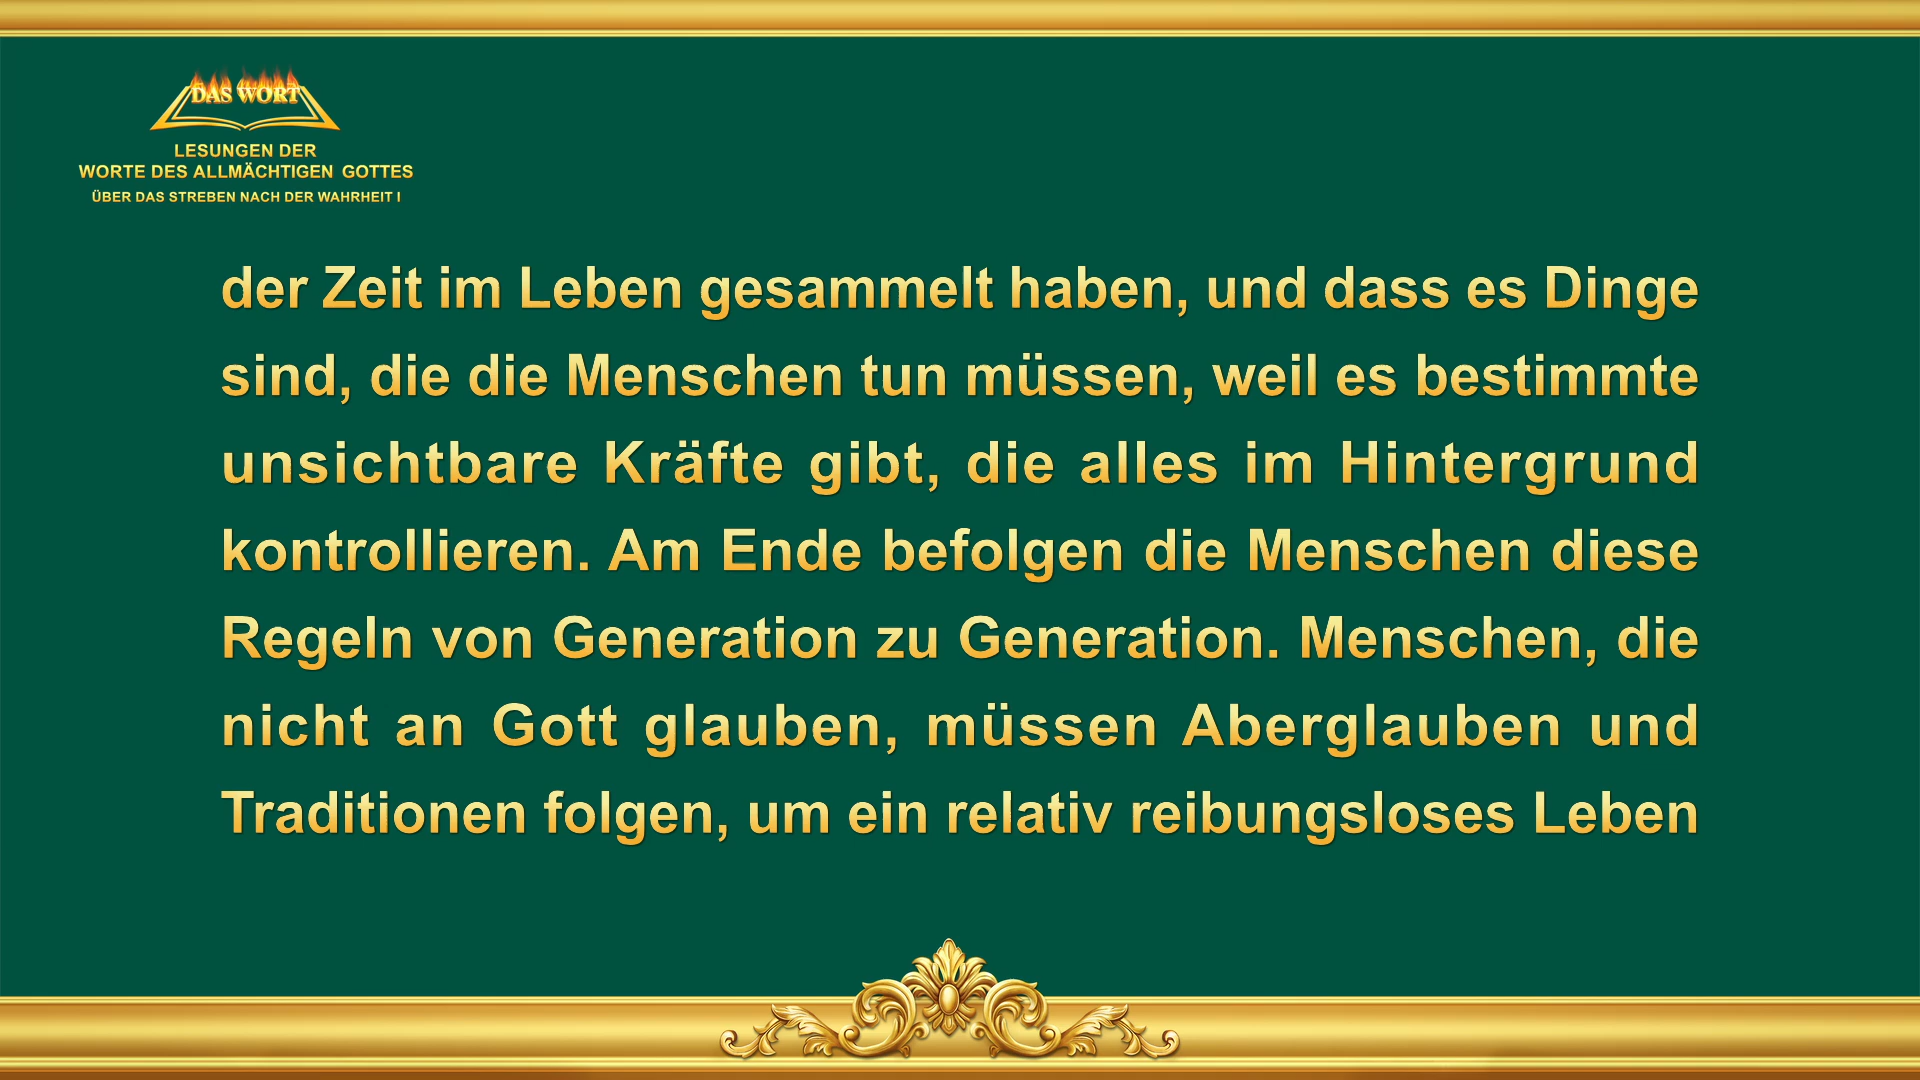 DAS WORT
LESUNGEN DER
WORTE DES ALLMÄCHTIGEN GOTTES
ÜBER DAS STREBEN NACH DER WAHRHEIT I
der Zeit im Leben gesammelt haben, und dass es Dinge
sind, die die Menschen tun müssen, weil es bestimmte
unsichtbare Kräfte gibt, die alles im Hintergrund
kontrollieren. Am Ende befolgen die Menschen diese
Regeln von Generation zu Generation. Menschen, die
nicht an Gott glauben, müssen Aberglauben und
Traditionen folgen, um ein relativ reibungsloses Leben